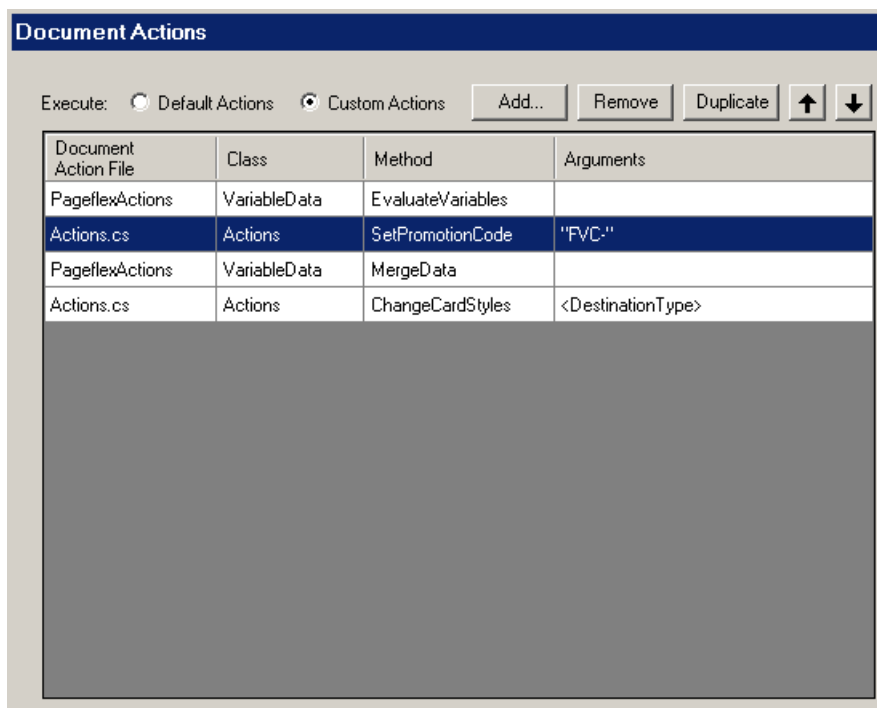 Document Actions
Execute: Default Actions Custom Actions Add... Remove Duplicate
Document Action File Class Method Arguments
PageflexActions VariableData EvaluateVariables
Actions.cs Actions SetPromotionCode "FVC-"
PageflexActions VariableData MergeData
Actions.cs Actions ChangeCardStyles <DestinationType>